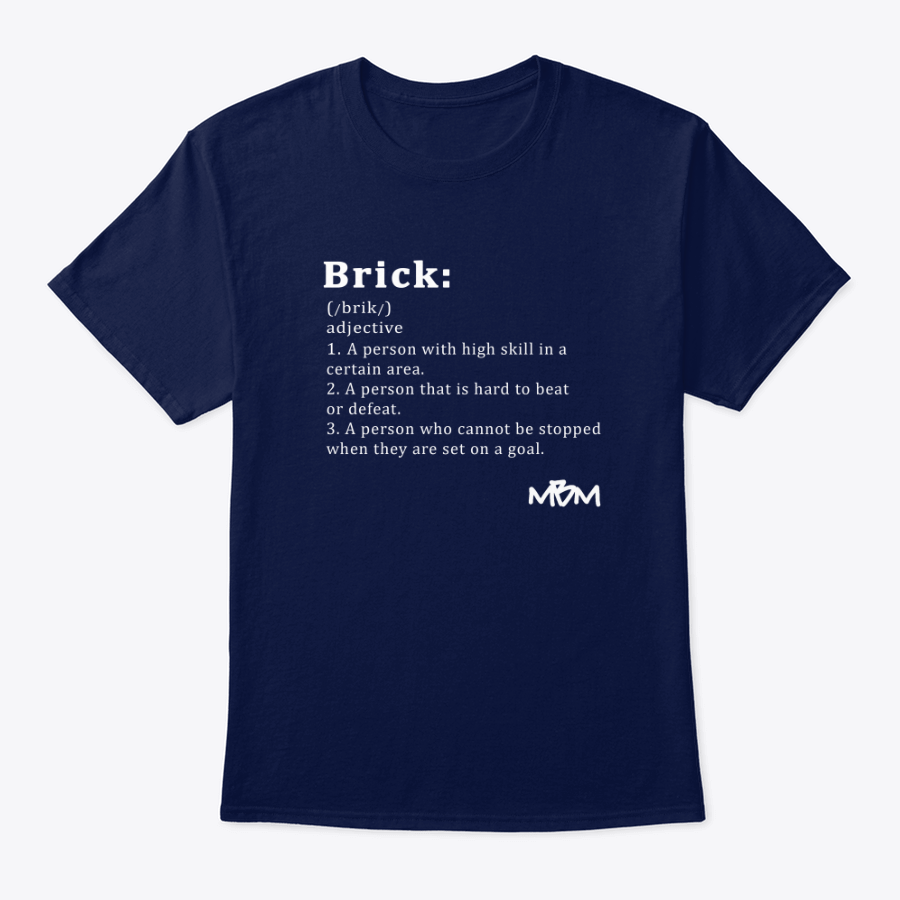 Brick:
(/brik/)
adjective
1. A person with high skill in a
certain area.
2. A person that is hard to beat
or defeat.
3. A person who cannot be stopped
when they are set on a goal.
MBM